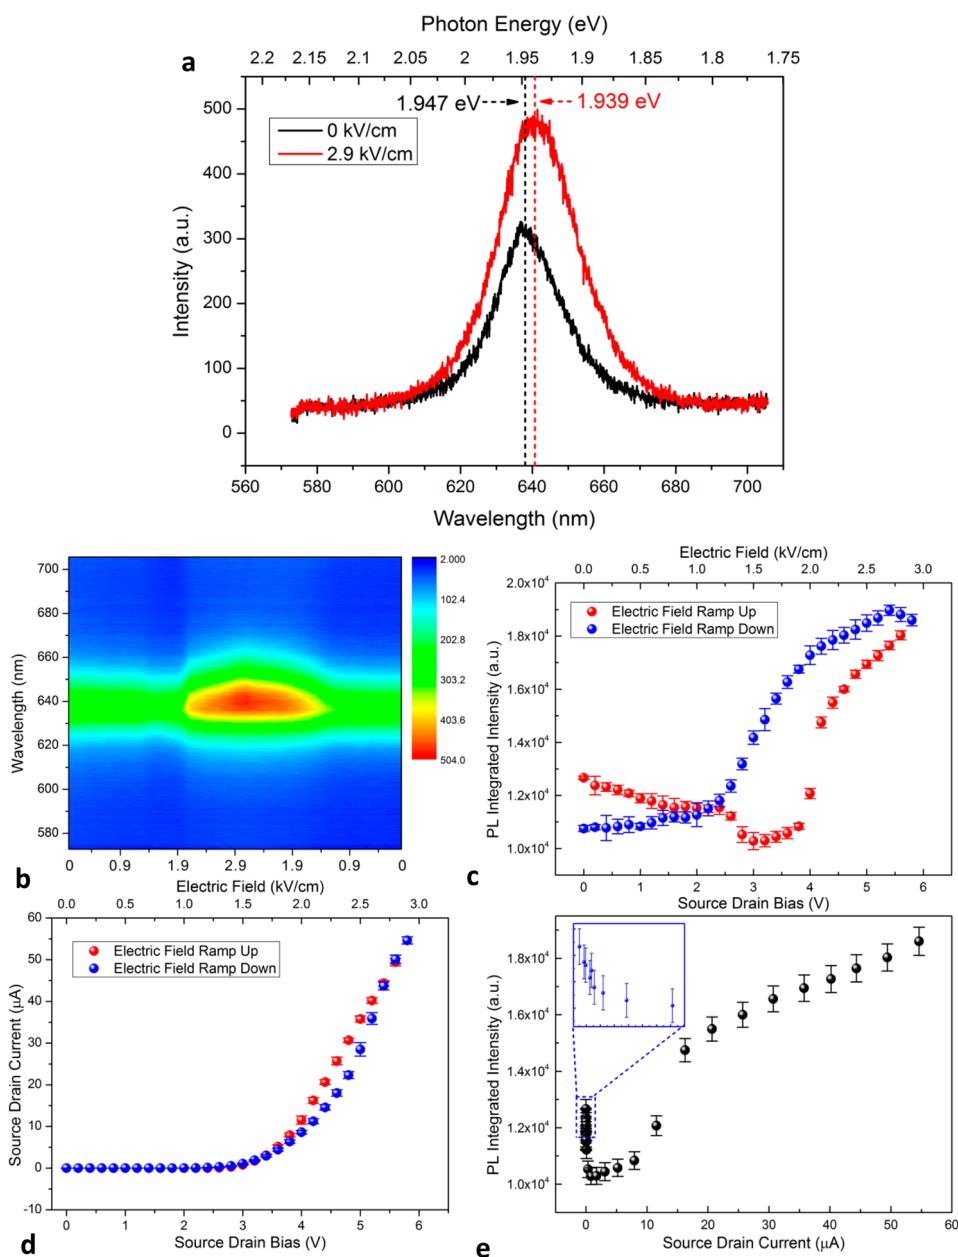 Photon Energy (eV)
2.2 2.15 2.1 2.05 2 1.95 1.9 1.85 1.8 1.75
a
1.947 eV 1.939 eV
0 kV/cm
2.9 kV/cm
500
400
300
200
100
0
Intensity (a.u.)
560 580 600 620 640 660 680 700
Wavelength (nm)
700
680
660
640
620
600
580
Wavelength (nm)
2.000
102.4
202.8
303.2
403.6
504.0
0 0.9 1.9 2.9 1.9 0.9 0
Electric Field (kV/cm)
b
Electric Field (kV/cm)
0.0 0.5 1.0 1.5 2.0 2.5 3.0
Electric Field Ramp Up
Electric Field Ramp Down
2.0x10⁴
1.8x10⁴
1.6x10⁴
1.4x10⁴
1.2x10⁴
1.0x10⁴
PL Integrated Intensity (a.u.)
0 1 2 3 4 5 6
Source Drain Bias (V)
c
0.0 0.5 1.0 1.5 2.0 2.5 3.0
Electric Field Ramp Up
Electric Field Ramp Down
60
50
40
30
20
10
0
-10
Source Drain Current (μA)
0 1 2 3 4 5 6
Source Drain Bias (V)
d
1.8x10⁴
1.6x10⁴
1.4x10⁴
1.2x10⁴
1.0x10⁴
PL Integrated Intensity (a.u.)
0 10 20 30 40 50 60
Source Drain Current (μA)
e